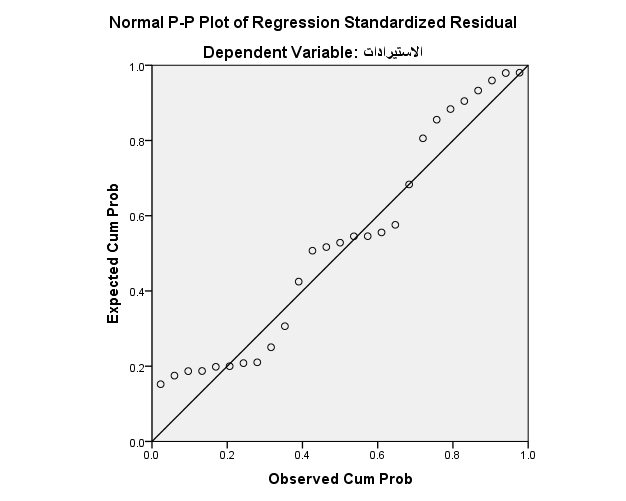 Normal P-P Plot of Regression Standardized Residual
Dependent Variable: الاستيرادات
1.0
0.8
0.6
0.4
0.2
0.0
Expected Cum Prob
0.0 0.2 0.4 0.6 0.8 1.0
Observed Cum Prob